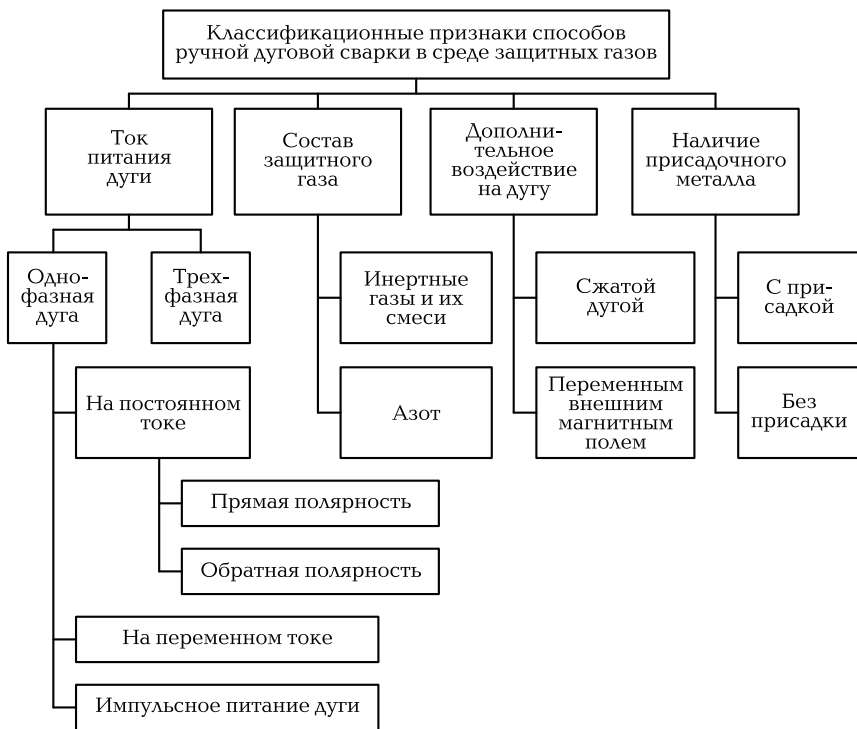 Классификационные признаки способов
ручной дуговой сварки в среде защитных газов
Ток
питания
дуги
Состав
защитного
газа
Дополни-
тельное
воздействие
на дугу
Наличие
присадочного
металла
Одно-
фазная
дуга
Трех-
фазная
дуга
Инертные
газы и их
смеси
Сжатой
дугой
С при-
садкой
На постоянном
токе
Азот
Переменным
внешним
магнитным
полем
Без
присадки
Прямая полярность
Обратная полярность
На переменном токе
Импульсное питание дуги